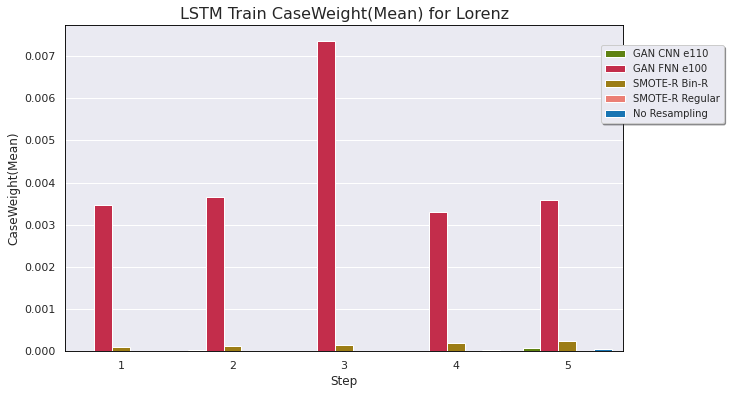 LSTM Train CaseWeight(Mean) for Lorenz
GAN CNN e110
GAN FNN e100
SMOTE-R Bin-R
SMOTE-R Regular
No Resampling
CaseWeight(Mean)
0.007
0.006
0.005
0.004
0.003
0.002
0.001
0.000
1 2 3 4 5
Step